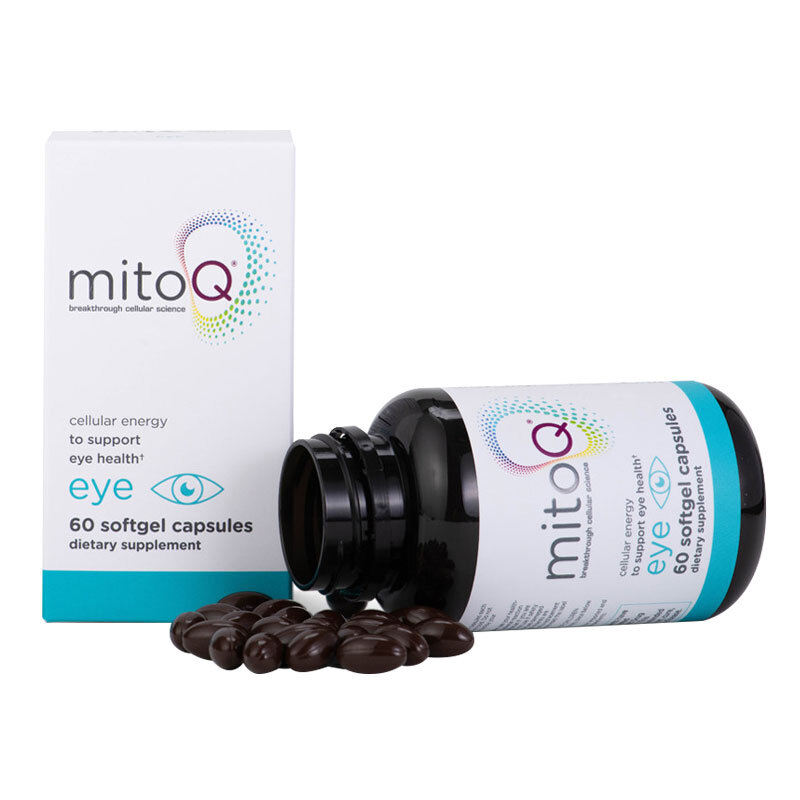 mitoQ®
breakthrough cellular science
cellular energy
to support
eye health†
eye
60 softgel capsules
dietary supplement
mitoQ®
breakthrough cellular science
cellular energy
to support eye health†
eye
60 softgel capsules
dietary supplement